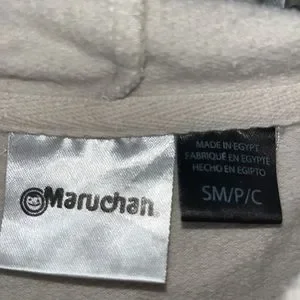 Maruchan
MADE IN EGYPT
FABRIQUÉ EN EGYPTE
HECHO EN EGIPTO
SM/P/C